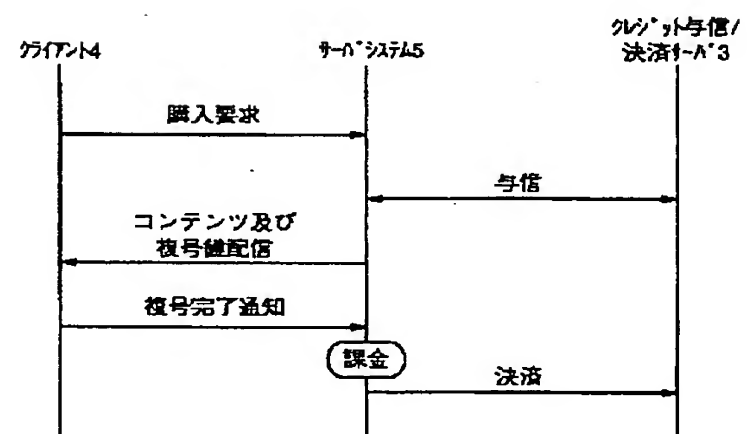 クライアント4
サーバシステム5
クレジット与信/
決済サーバ3
購入要求
与信
コンテンツ及び
復号鍵配信
復号完了通知
課金
決済